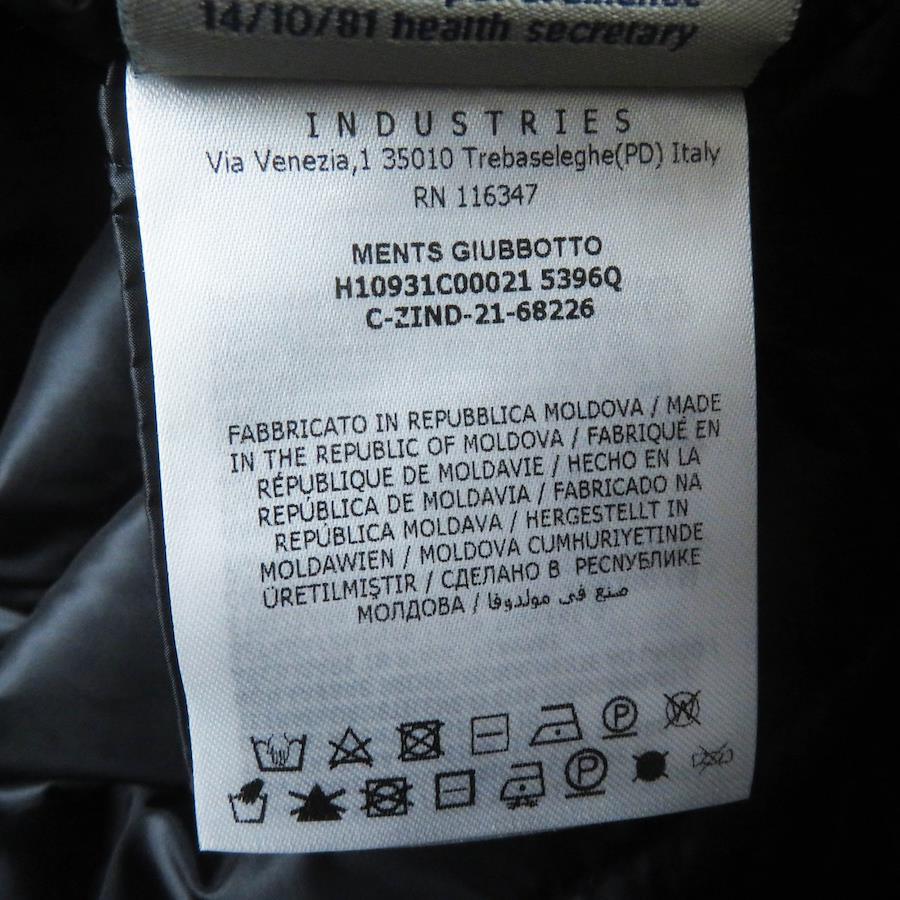 14/10/81 health secretary
INDUSTRIES
Via Venezia,1 35010 Trebaseleghe(PD) Italy
RN 116347
MENTS GIUBBOTTO
H10931C00021 5396Q
C-ZIND-21-68226
FABBRICATO IN REPUBBLICA MOLDOVA / MADE
IN THE REPUBLIC OF MOLDOVA / FABRIQUÉ EN
RÉPUBLIQUE DE MOLDAVIE / HECHO EN LA
REPÚBLICA DE MOLDAVIA / FABRICADO NA
REPÚBLICA MOLDAVA / HERGESTELLT IN
MOLDAWIEN / MOLDOVA CUMHURIYETINDE
ÜRETILMIŞTIR / СДЕЛАНО В РЕСПУБЛИКЕ
МОЛДОВА / صنع في مولدوفا
P
W
P